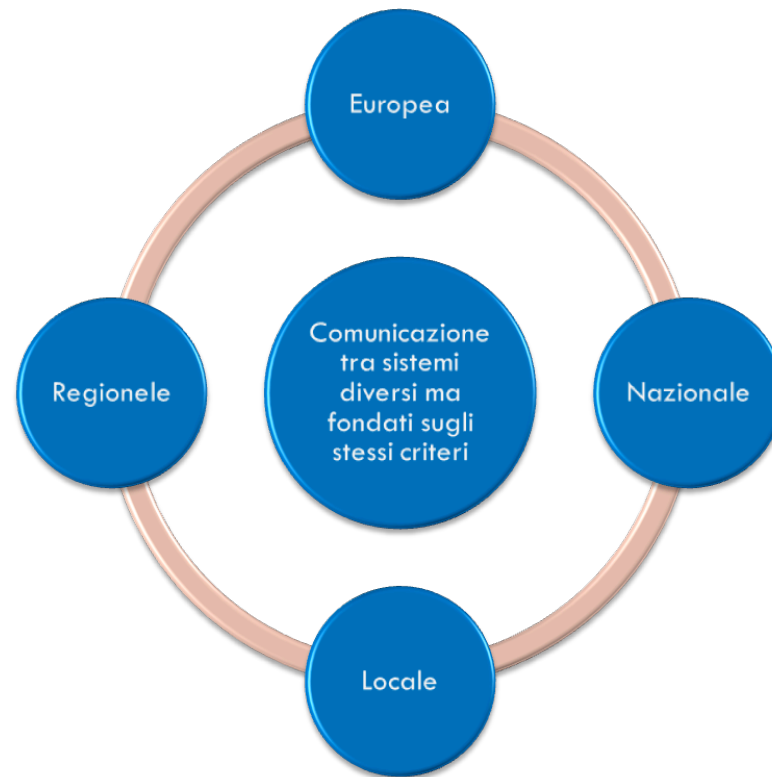 Europea
Comunicazione
tra sistemi
diversi ma
fondati sugli
stessi criteri
Regionele
Nazionale
Locale